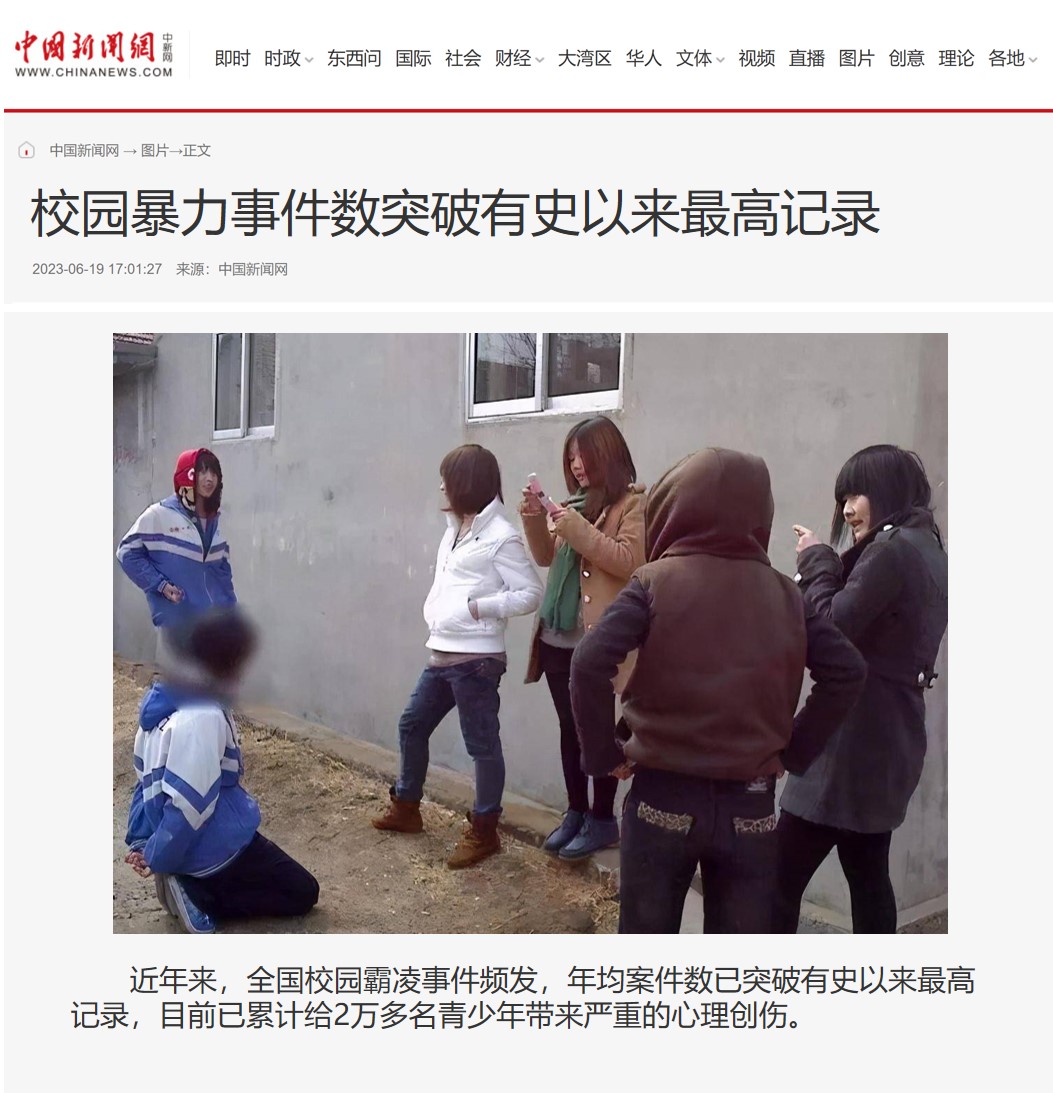 中國新聞網
中新网
WWW.CHINANEWS.COM
即时 时政 东西问 国际 社会 财经 大湾区 华人 文体 视频 直播 图片 创意 理论 各地
中国新闻网 → 图片→正文
校园暴力事件数突破有史以来最高记录
2023-06-19 17:01:27 来源：中国新闻网
近年来，全国校园霸凌事件频发，年均案件数已突破有史以来最高
记录，目前已累计给2万多名青少年带来严重的心理创伤。